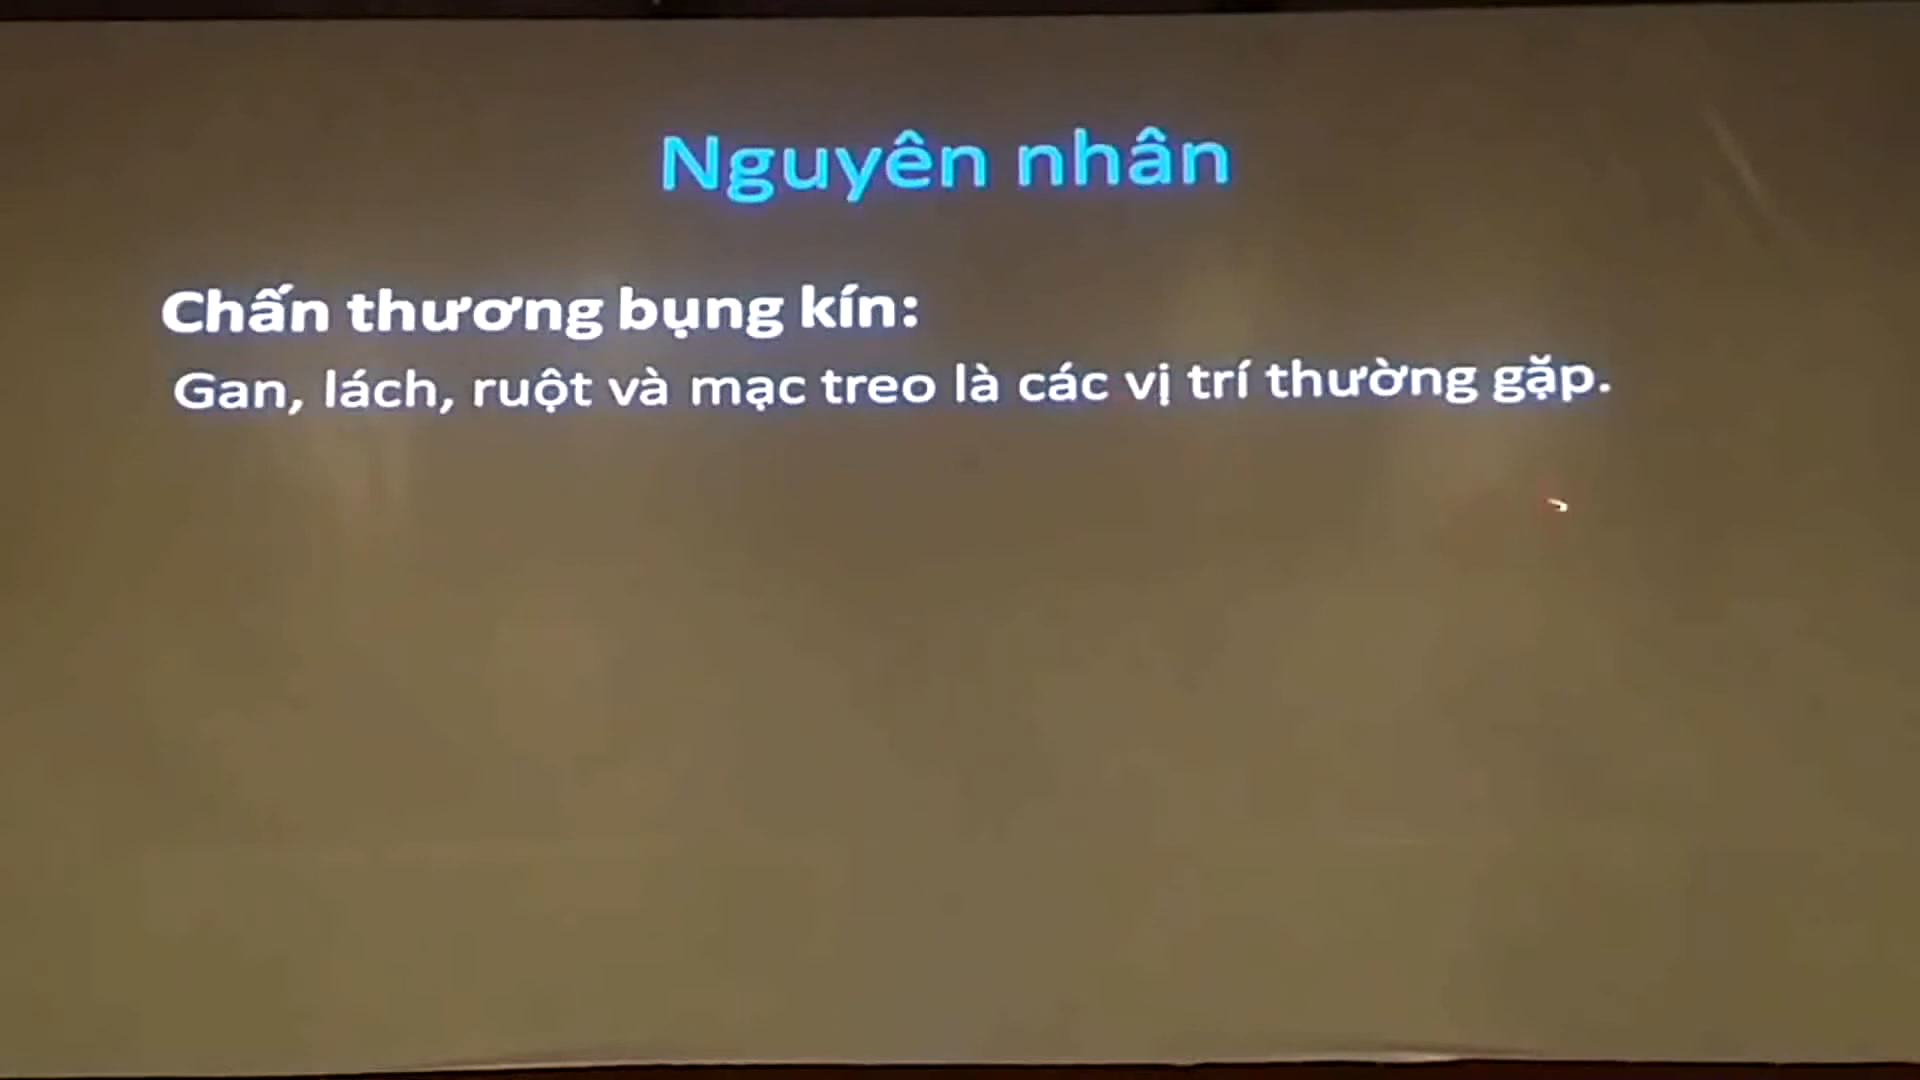 Nguyên nhân
Chấn thương bụng kín:
Gan, lách, ruột và mạc treo là các vị trí thường gặp.